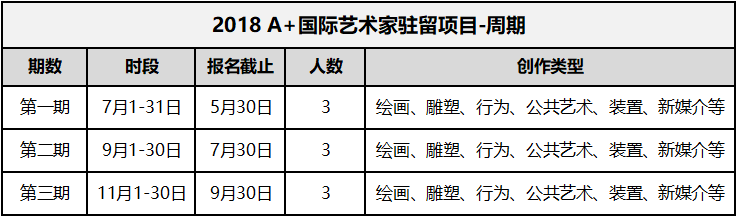 2018 A+国际艺术家驻留项目-周期
期数 时段 报名截止 人数 创作类型
第一期 7月1-31日 5月30日 3 绘画、雕塑、行为、公共艺术、装置、新媒介等
第二期 9月1-30日 7月30日 3 绘画、雕塑、行为、公共艺术、装置、新媒介等
第三期 11月1-30日 9月30日 3 绘画、雕塑、行为、公共艺术、装置、新媒介等